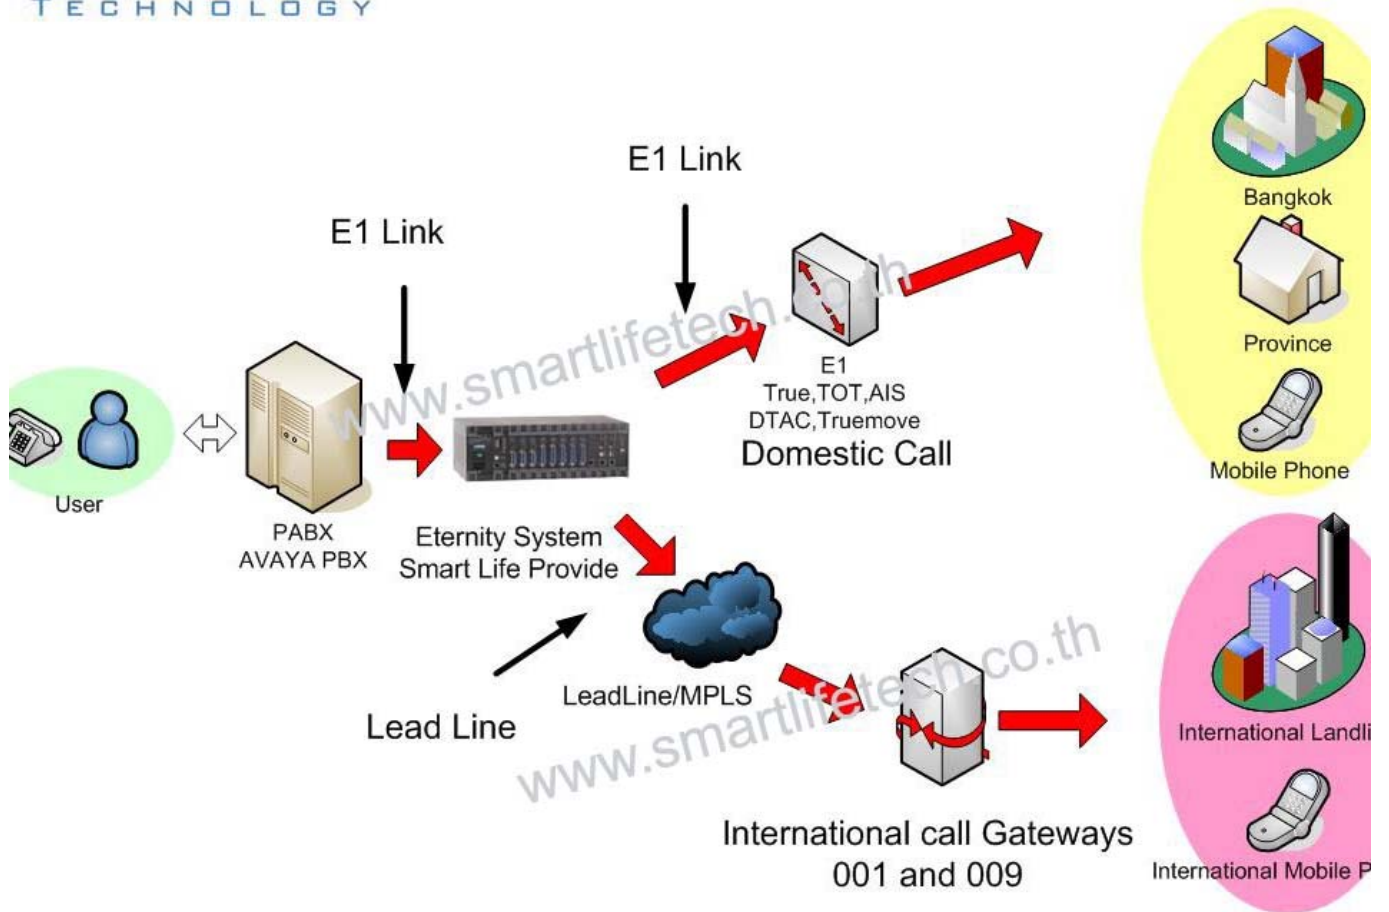 TECHNOLOGY
E1 Link
E1 Link
Bangkok
Province
Mobile Phone
E1
True,TOT,AIS
DTAC,Truemove
Domestic Call
www.smartlifetech.co.th
User
PABX
AVAYA PBX
Eternity System
Smart Life Provide
Lead Line
LeadLine/MPLS
www.smartlifetech.co.th
International call Gateways
001 and 009
International Landli
International Mobile P